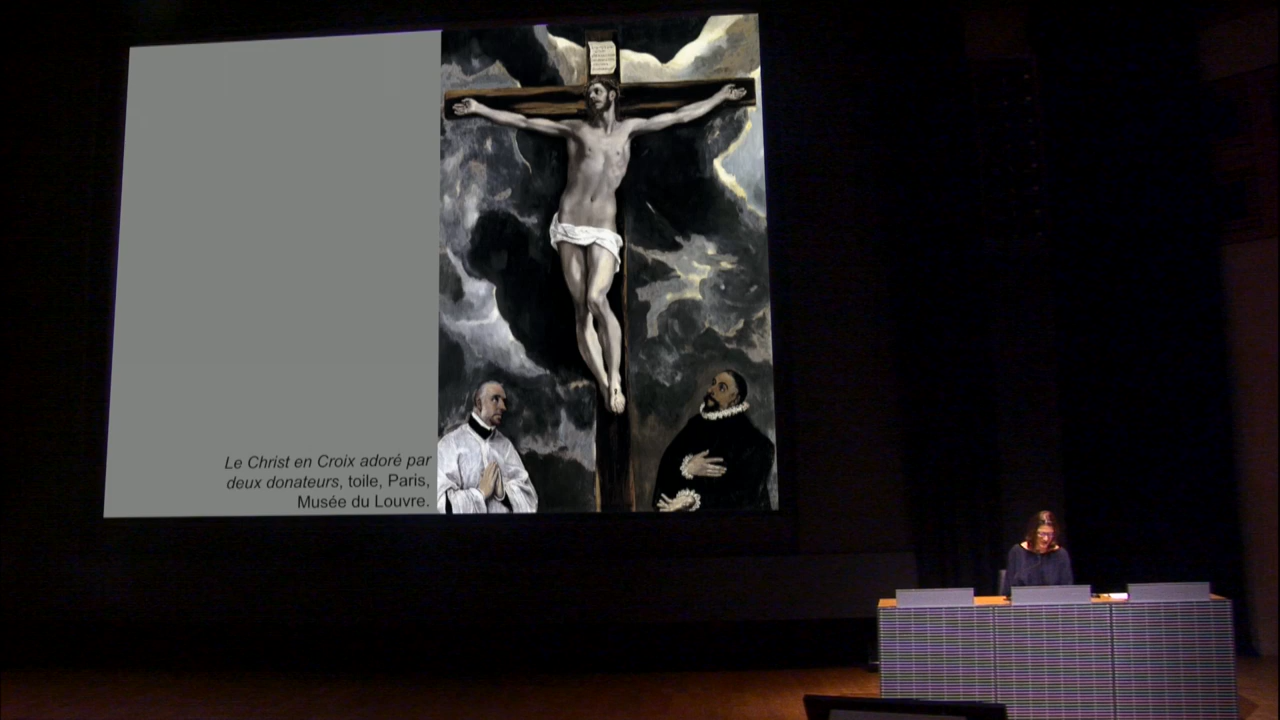 Le Christ en Croix adoré par
deux donateurs, toile, Paris,
Musée du Louvre.